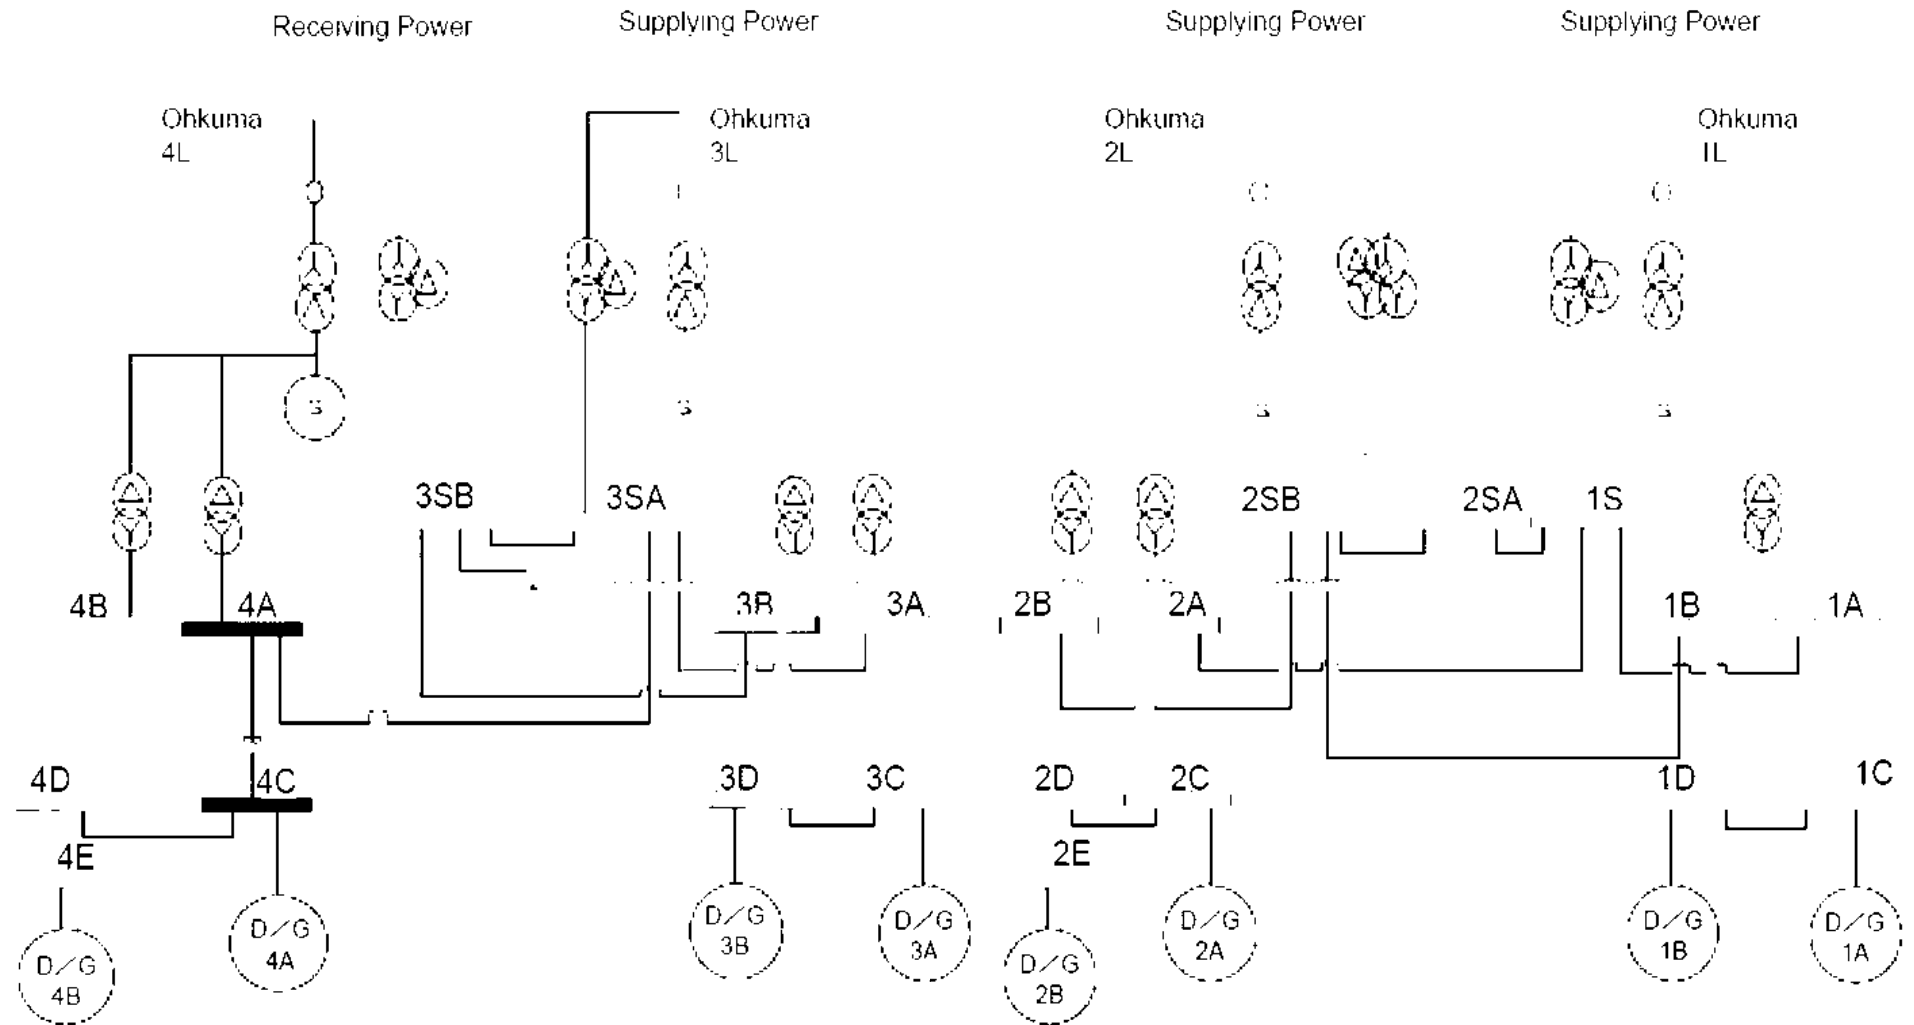 Receiving Power
Supplying Power
Supplying Power
Supplying Power
Ohkuma
4L
Ohkuma
3L
Ohkuma
2L
Ohkuma
1L
3SB
3SA
2SB
2SA
1S
4B
4A
3B
3A
2B
2A
1B
1A
4D
4C
3D
3C
2D
2C
1D
1C
4E
2E
D/G
4B
D/G
4A
D/G
3B
D/G
3A
D/G
2B
D/G
2A
D/G
1B
D/G
1A